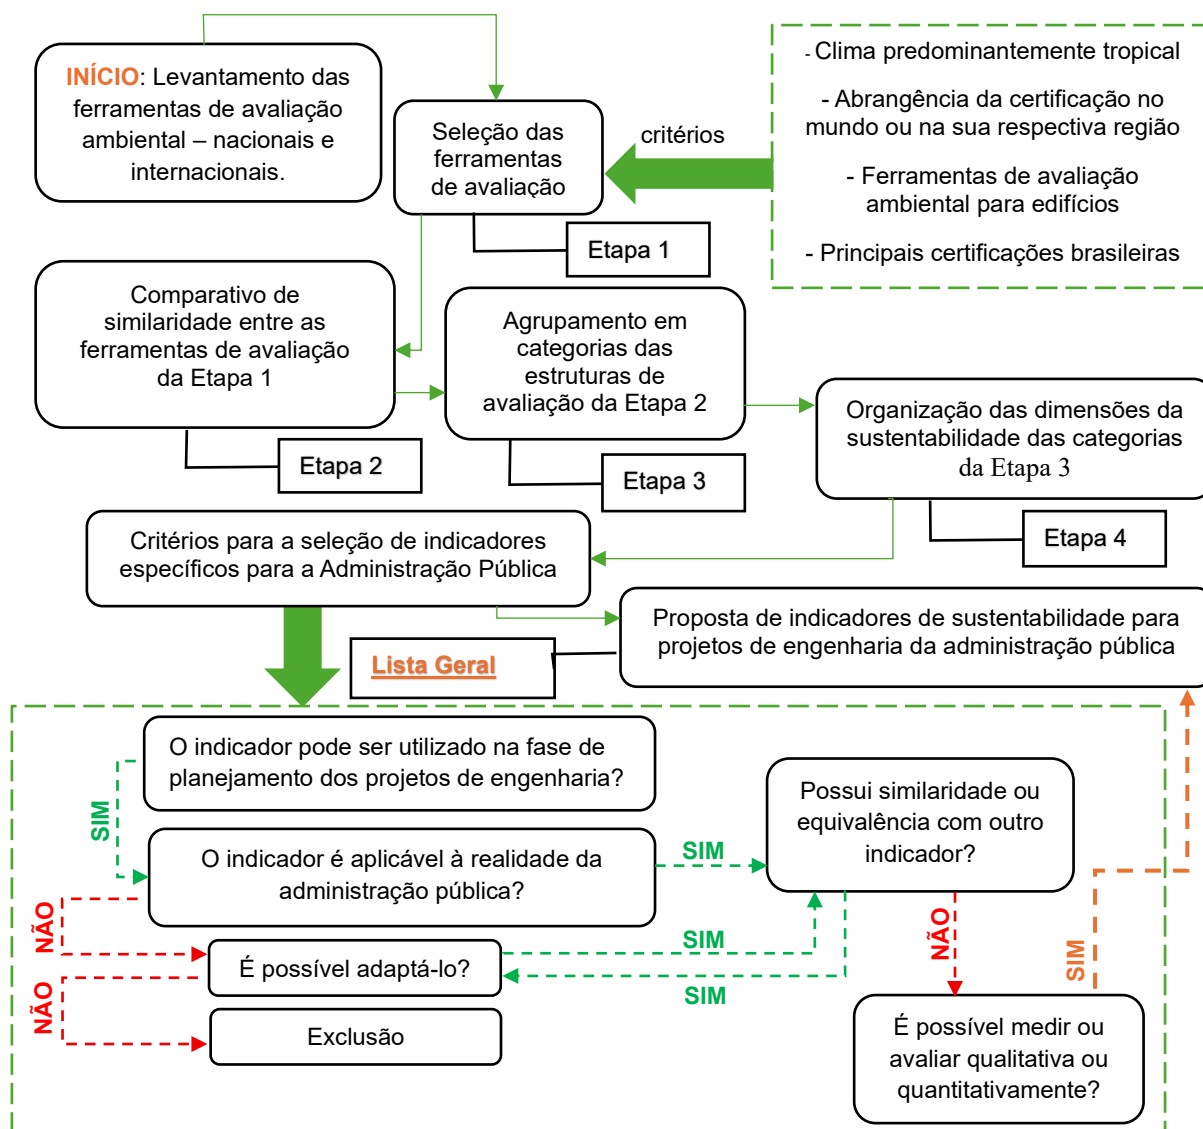 INÍCIO: Levantamento das
ferramentas de avaliação
ambiental – nacionais e
internacionais.
Seleção das
ferramentas
de avaliação
critérios
- Clima predominantemente tropical
- Abrangência da certificação no
mundo ou na sua respectiva região
- Ferramentas de avaliação
ambiental para edifícios
- Principais certificações brasileiras
Etapa 1
Comparativo de
similaridade entre as
ferramentas de avaliação
da Etapa 1
Etapa 2
Agrupamento em
categorias das
estruturas de
avaliação da Etapa 2
Etapa 3
Organização das dimensões da
sustentabilidade das categorias
da Etapa 3
Etapa 4
Critérios para a seleção de indicadores
específicos para a Administração Pública
Lista Geral
Proposta de indicadores de sustentabilidade para
projetos de engenharia da administração pública
O indicador pode ser utilizado na fase de
planejamento dos projetos de engenharia?
SIM
O indicador é aplicável à realidade da
administração pública?
SIM
Possui similaridade ou
equivalência com outro
indicador?
NÃO
É possível adaptá-lo?
SIM
SIM
NÃO
Exclusão
NÃO
É possível medir ou
avaliar qualitativa ou
quantitativamente?
SIM